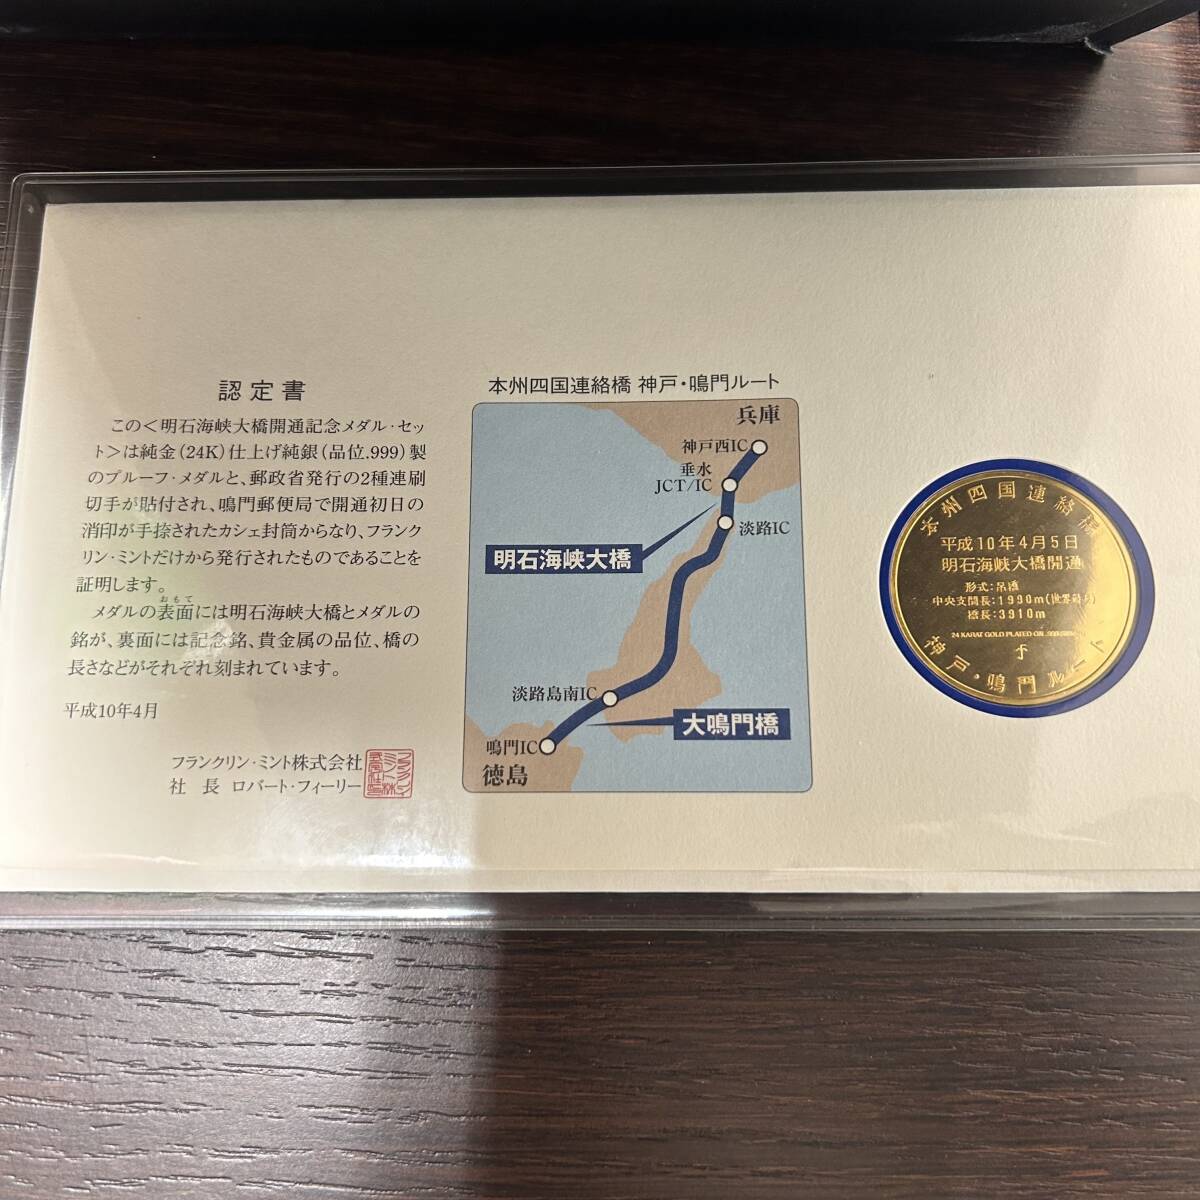 認定書
この＜明石海峡大橋開通記念メダル・セッ
ト＞は純金（24K）仕上げ純銀（品位.999）製
のプルーフ・メダルと、郵政省発行の2種連刷
切手が貼付され、鳴門郵便局で開通初日の
消印が手捺されたカシェ封筒からなり、フランク
リン・ミントだけから発行されたものであることを
証明します。
おもて
メダルの表面には明石海峡大橋とメダルの
銘が、裏面には記念銘、貴金属の品位、橋の
長さなどがそれぞれ刻まれています。
平成10年4月
フランクリン・ミント株式会社
社　長　ロバート・フィーリー
本州四国連絡橋 神戸・鳴門ルート
兵庫
神戸西IC
垂水
JCT/IC
淡路IC
明石海峡大橋
淡路島南IC
大鳴門橋
鳴門IC
徳島
本州四国連絡橋
平成10年4月5日
明石海峡大橋開通
形式：吊橋
中央支間長：1990m（世界最长）
橋長：3910m
24 KARAT GOLD PLATED ON .999
神戸・鳴門ルート